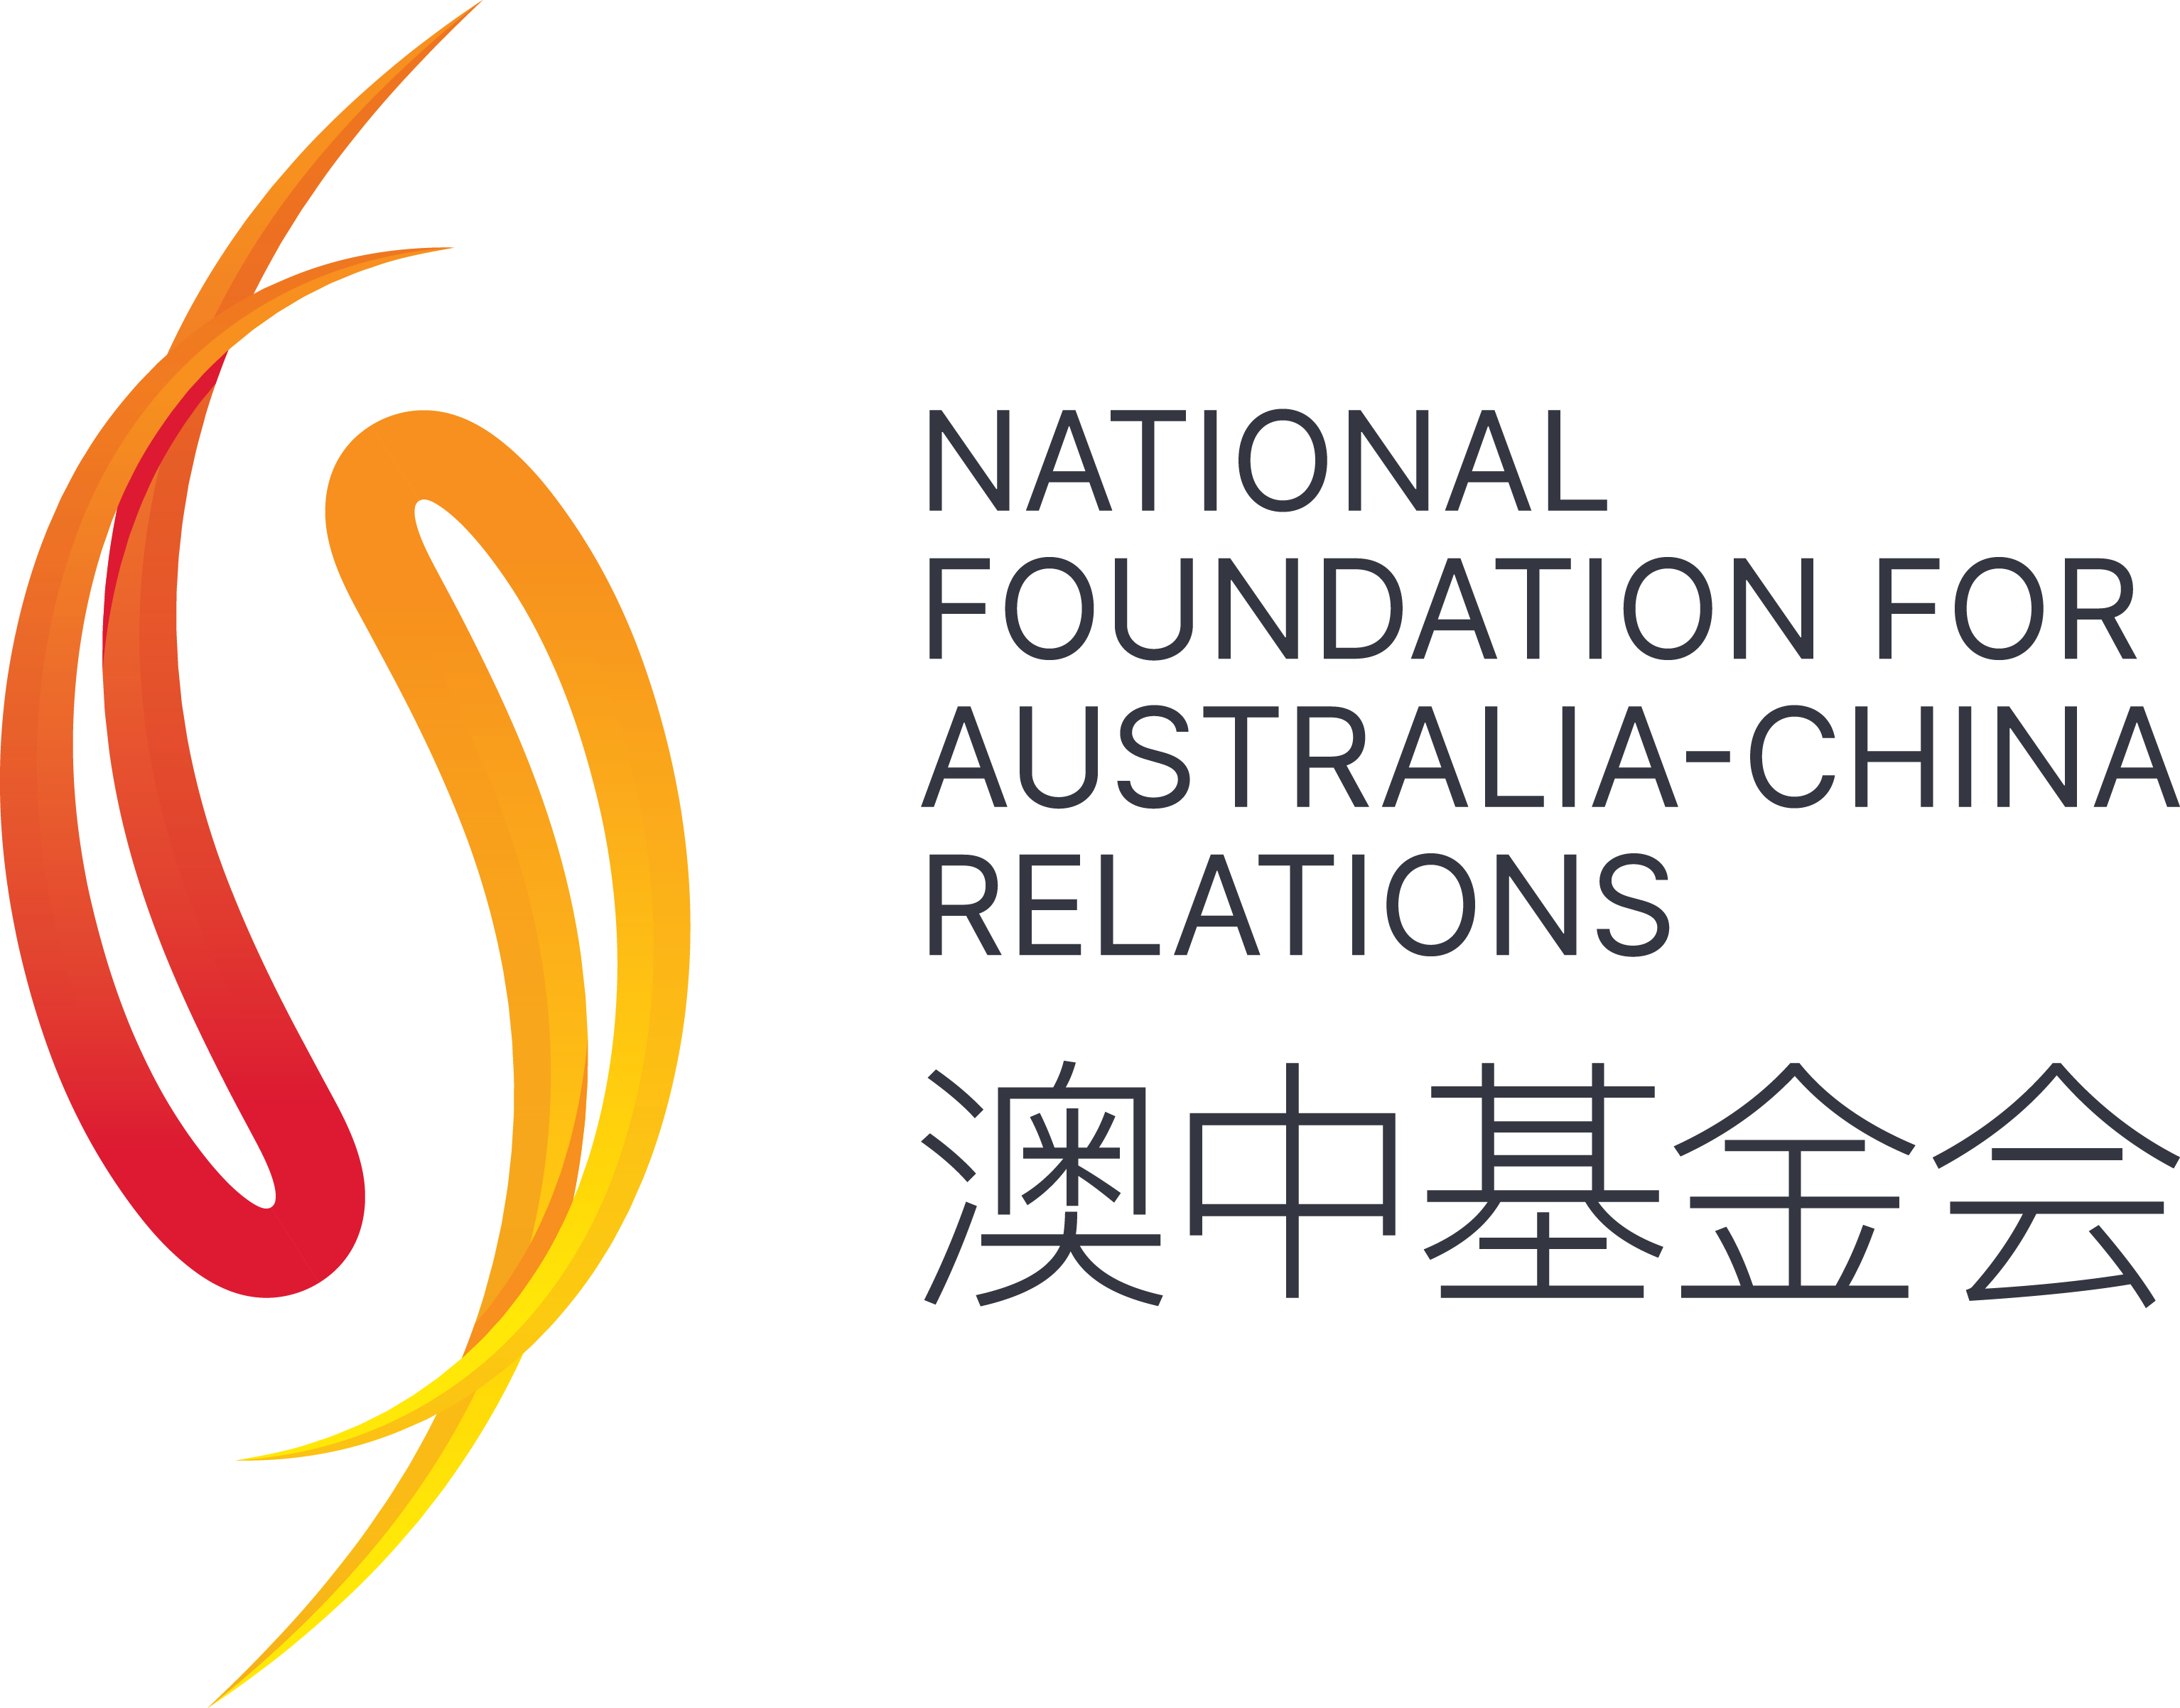 NATIONAL
FOUNDATION FOR
AUSTRALIA-CHINA
RELATIONS
澳中基金会